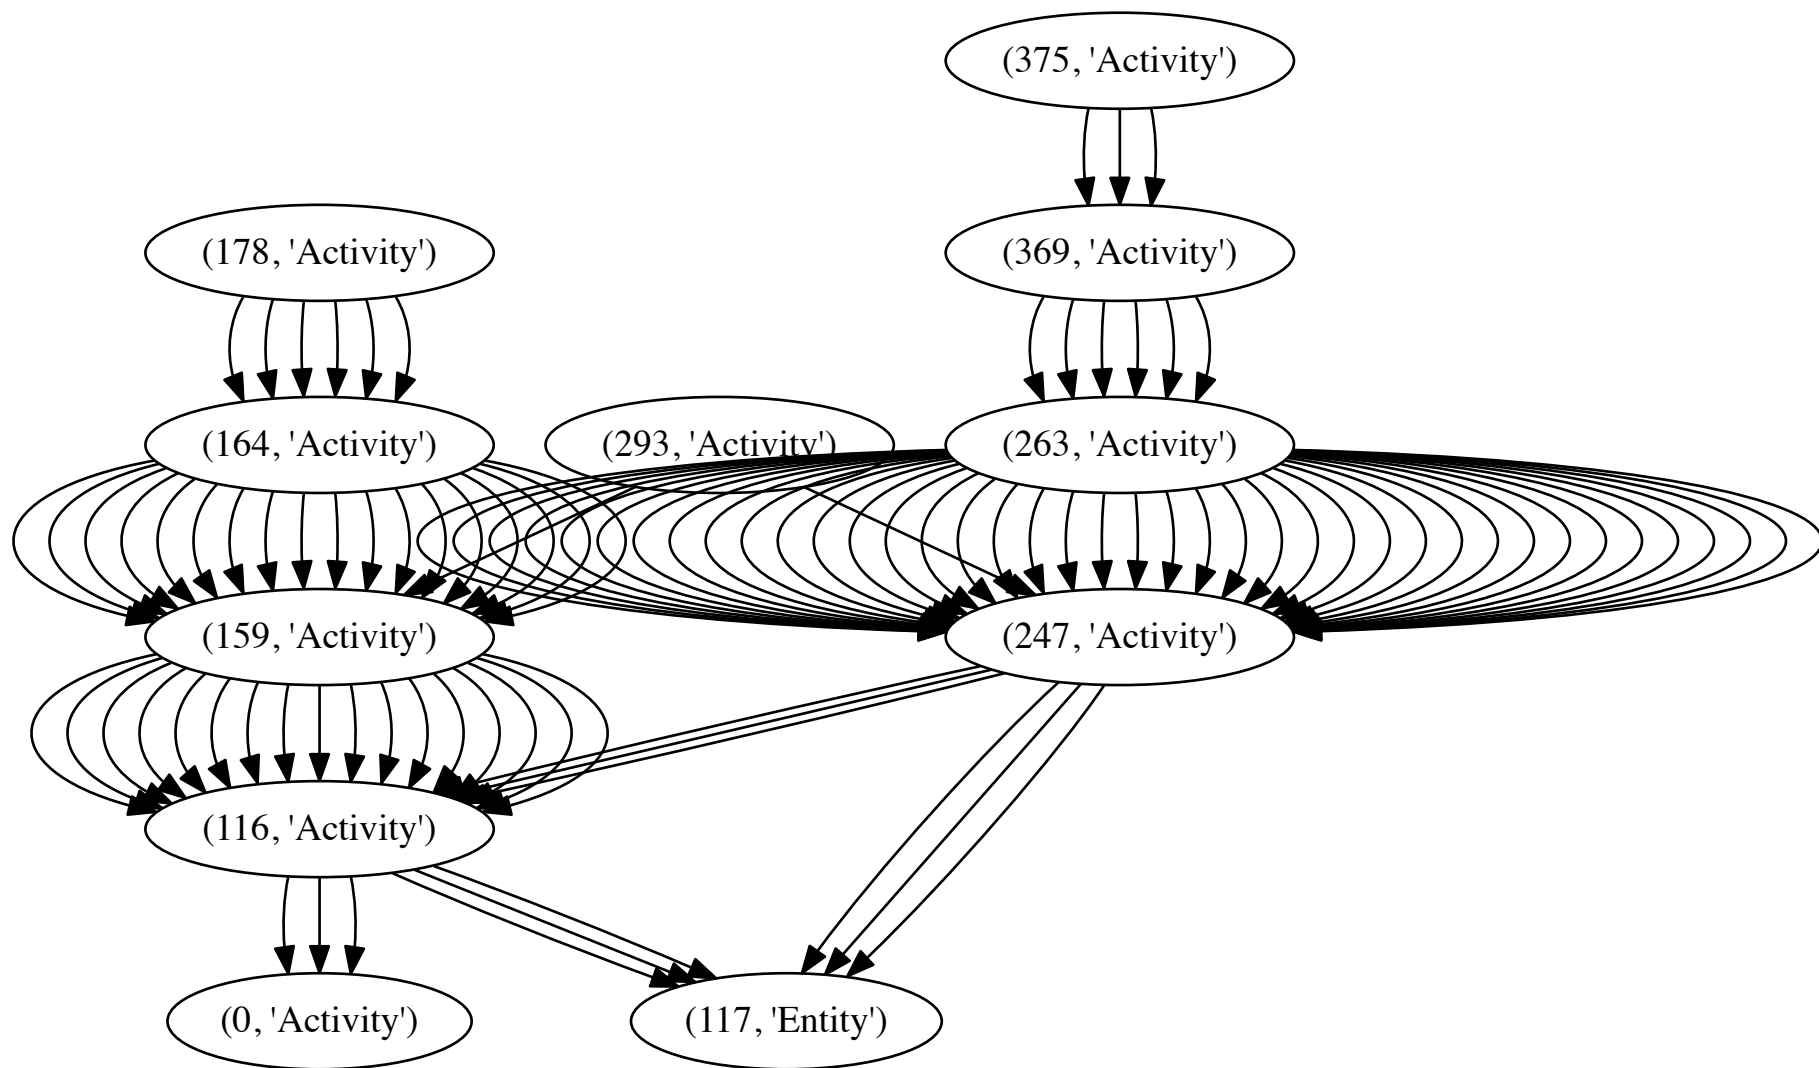 (375, 'Activity')
(178, 'Activity')
(369, 'Activity')
(164, 'Activity')
(293, 'Activity')
(263, 'Activity')
(159, 'Activity')
(247, 'Activity')
(116, 'Activity')
(0, 'Activity')
(117, 'Entity')